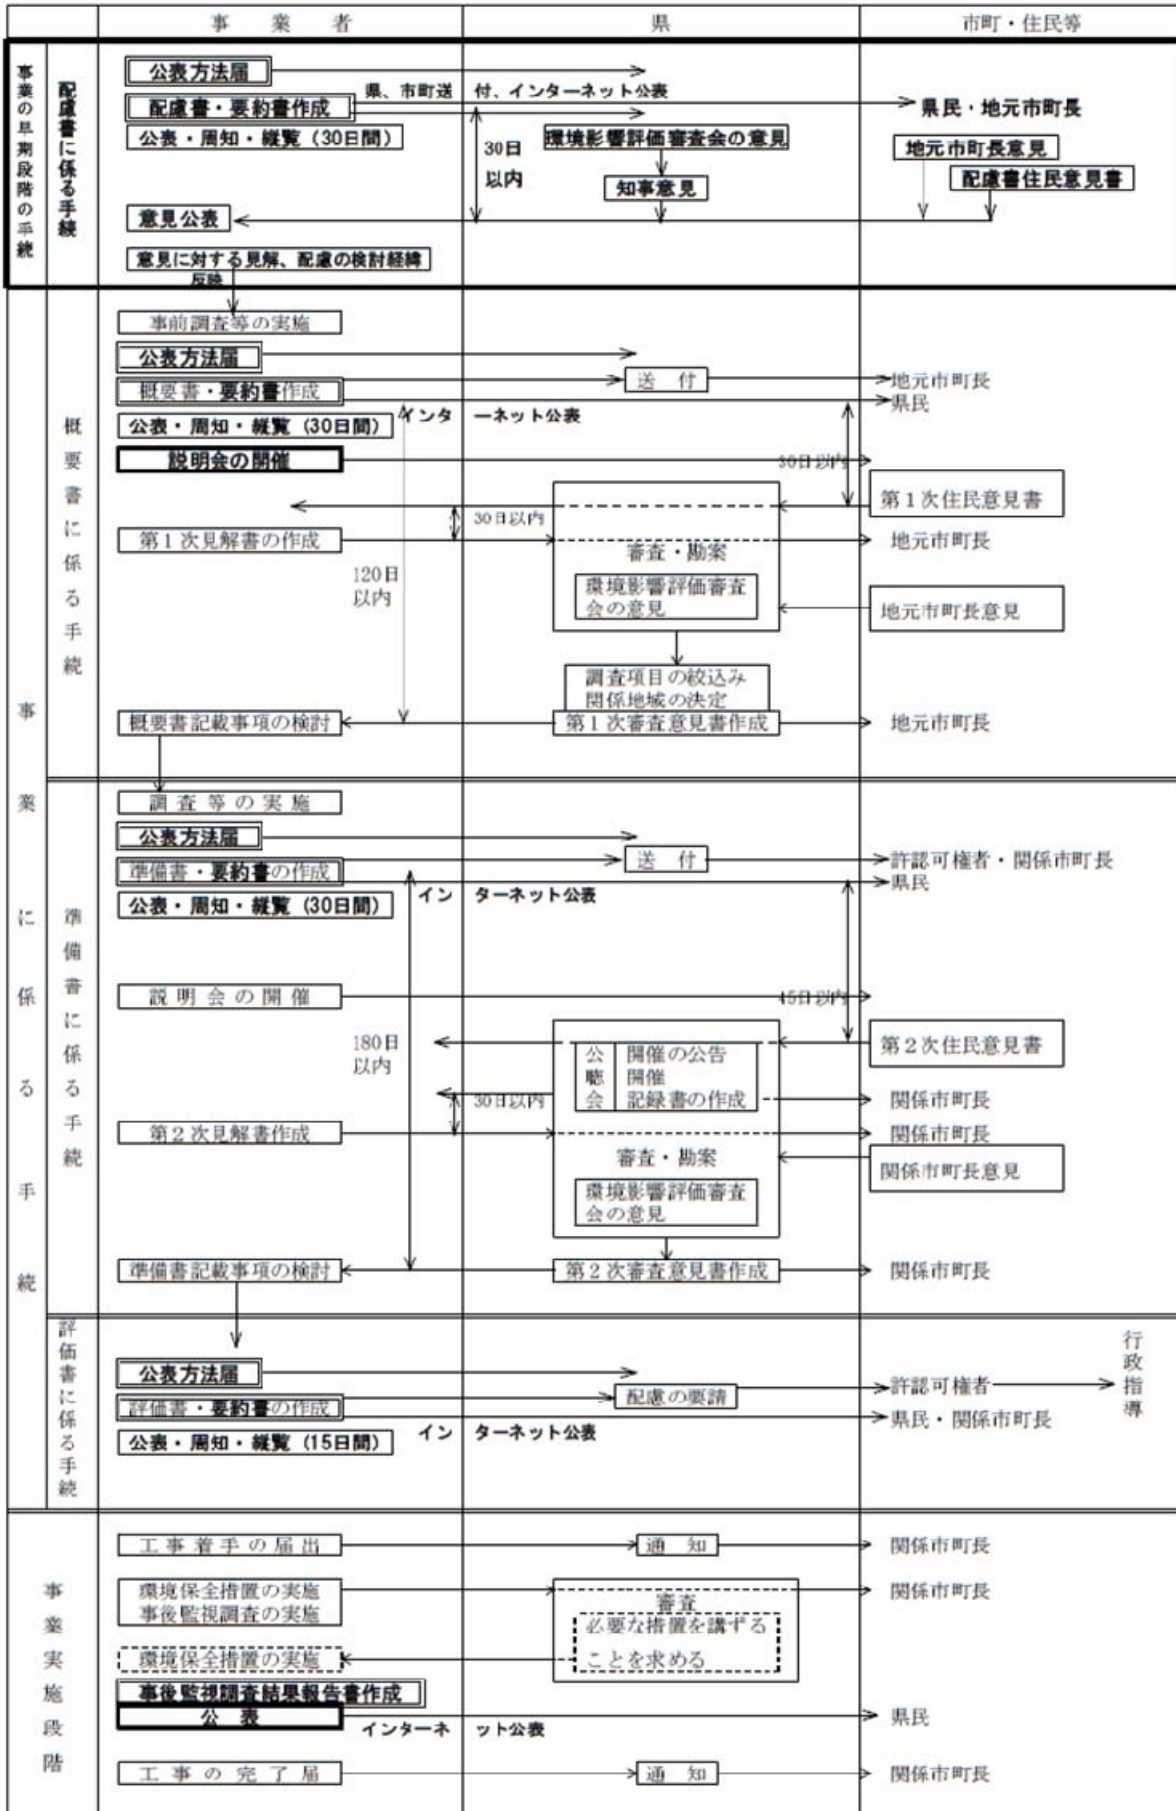 事　業　者
県
市町・住民等
事業の早期段階の手続
配慮書に係る手続
公表方法届
県、市町送付、インターネット公表
配慮書・要約書作成
県民・地元市町長
公表・周知・縦覧（30日間）
30日
以内
環境影響評価審査会の意見
地元市町長意見
知事意見
配慮書住民意見書
意見公表
意見に対する見解、配慮の検討経緯
反映
事業に係る手続
概要書に係る手続
事前調査等の実施
公表方法届
概要書・要約書作成
送　付
地元市町長
県民
公表・周知・縦覧（30日間）
インターネット公表
説明会の開催
30日以内
第１次住民意見書
30日以内
第１次見解書の作成
地元市町長
審査・勘案
120日
以内
環境影響評価審査
会の意見
地元市町長意見
調査項目の絞込み
関係地域の決定
概要書記載事項の検討
第１次審査意見書作成
地元市町長
準備書に係る手続
調査等の実施
公表方法届
準備書・要約書の作成
送　付
許認可権者・関係市町長
県民
公表・周知・縦覧（30日間）
インターネット公表
説明会の開催
45日以内
180日
以内
公聴会
開催の公告
開催
記録書の作成
第２次住民意見書
30日以内
関係市町長
第２次見解書作成
関係市町長
審査・勘案
関係市町長意見
環境影響評価審査
会の意見
準備書記載事項の検討
第２次審査意見書作成
関係市町長
評価書に係る手続
公表方法届
評価書・要約書の作成
配慮の要請
許認可権者
行政指導
県民・関係市町長
公表・周知・縦覧（15日間）
インターネット公表
事業実施段階
工事着手の届出
通　知
関係市町長
環境保全措置の実施
事後監視調査の実施
審査
関係市町長
必要な措置を講ずる
ことを求める
環境保全措置の実施
事後監視調査結果報告書作成
公　表
インターネット公表
県民
工事の完了届
通　知
関係市町長